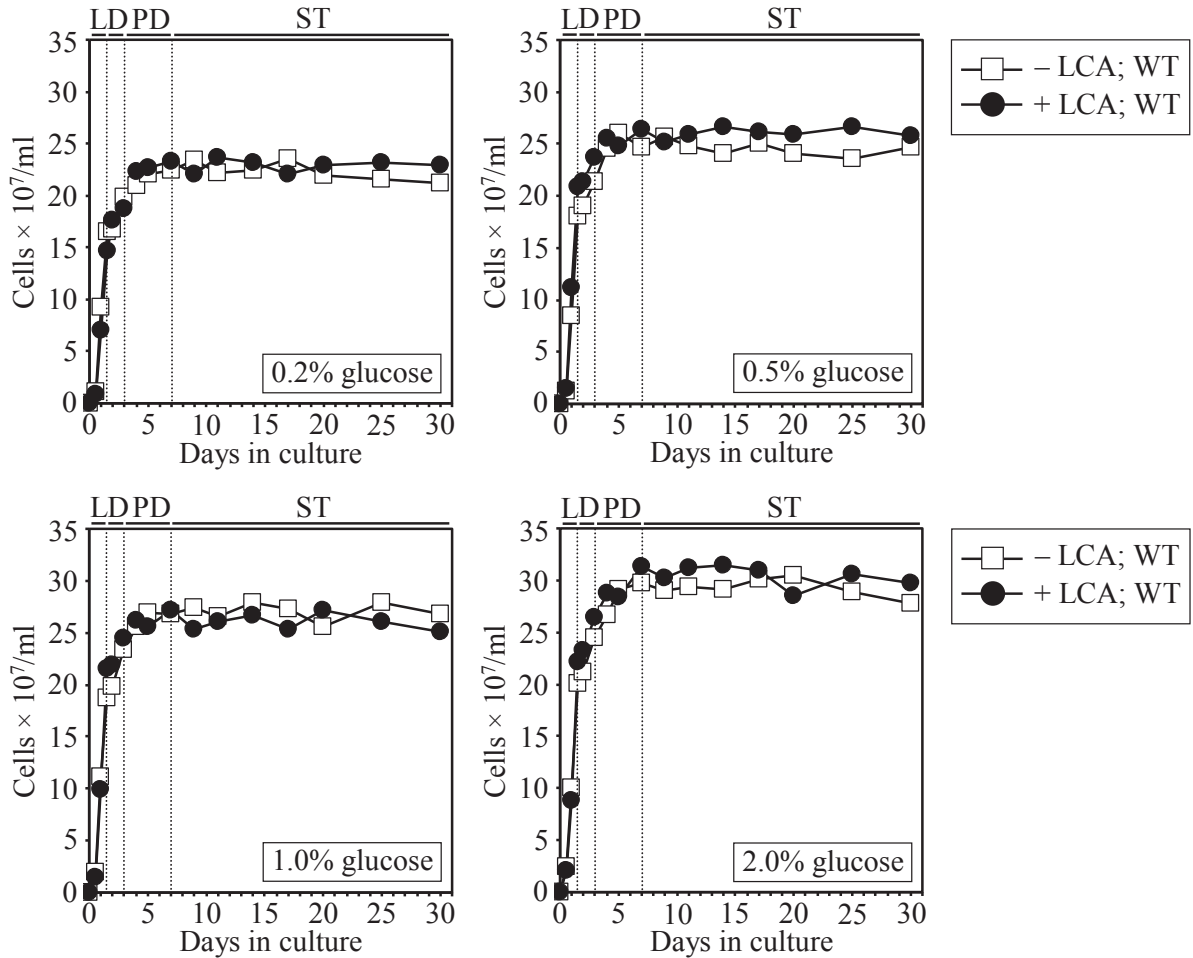 LD PD ST
35
30
25
20
15
10
5
0
Cells × 10⁷/ml
0.2% glucose
0 5 10 15 20 25 30
Days in culture
LD PD ST
35
30
25
20
15
10
5
0
Cells × 10⁷/ml
0.5% glucose
0 5 10 15 20 25 30
Days in culture
– LCA; WT
+ LCA; WT
LD PD ST
35
30
25
20
15
10
5
0
Cells × 10⁷/ml
1.0% glucose
0 5 10 15 20 25 30
Days in culture
LD PD ST
35
30
25
20
15
10
5
0
Cells × 10⁷/ml
2.0% glucose
0 5 10 15 20 25 30
Days in culture
– LCA; WT
+ LCA; WT